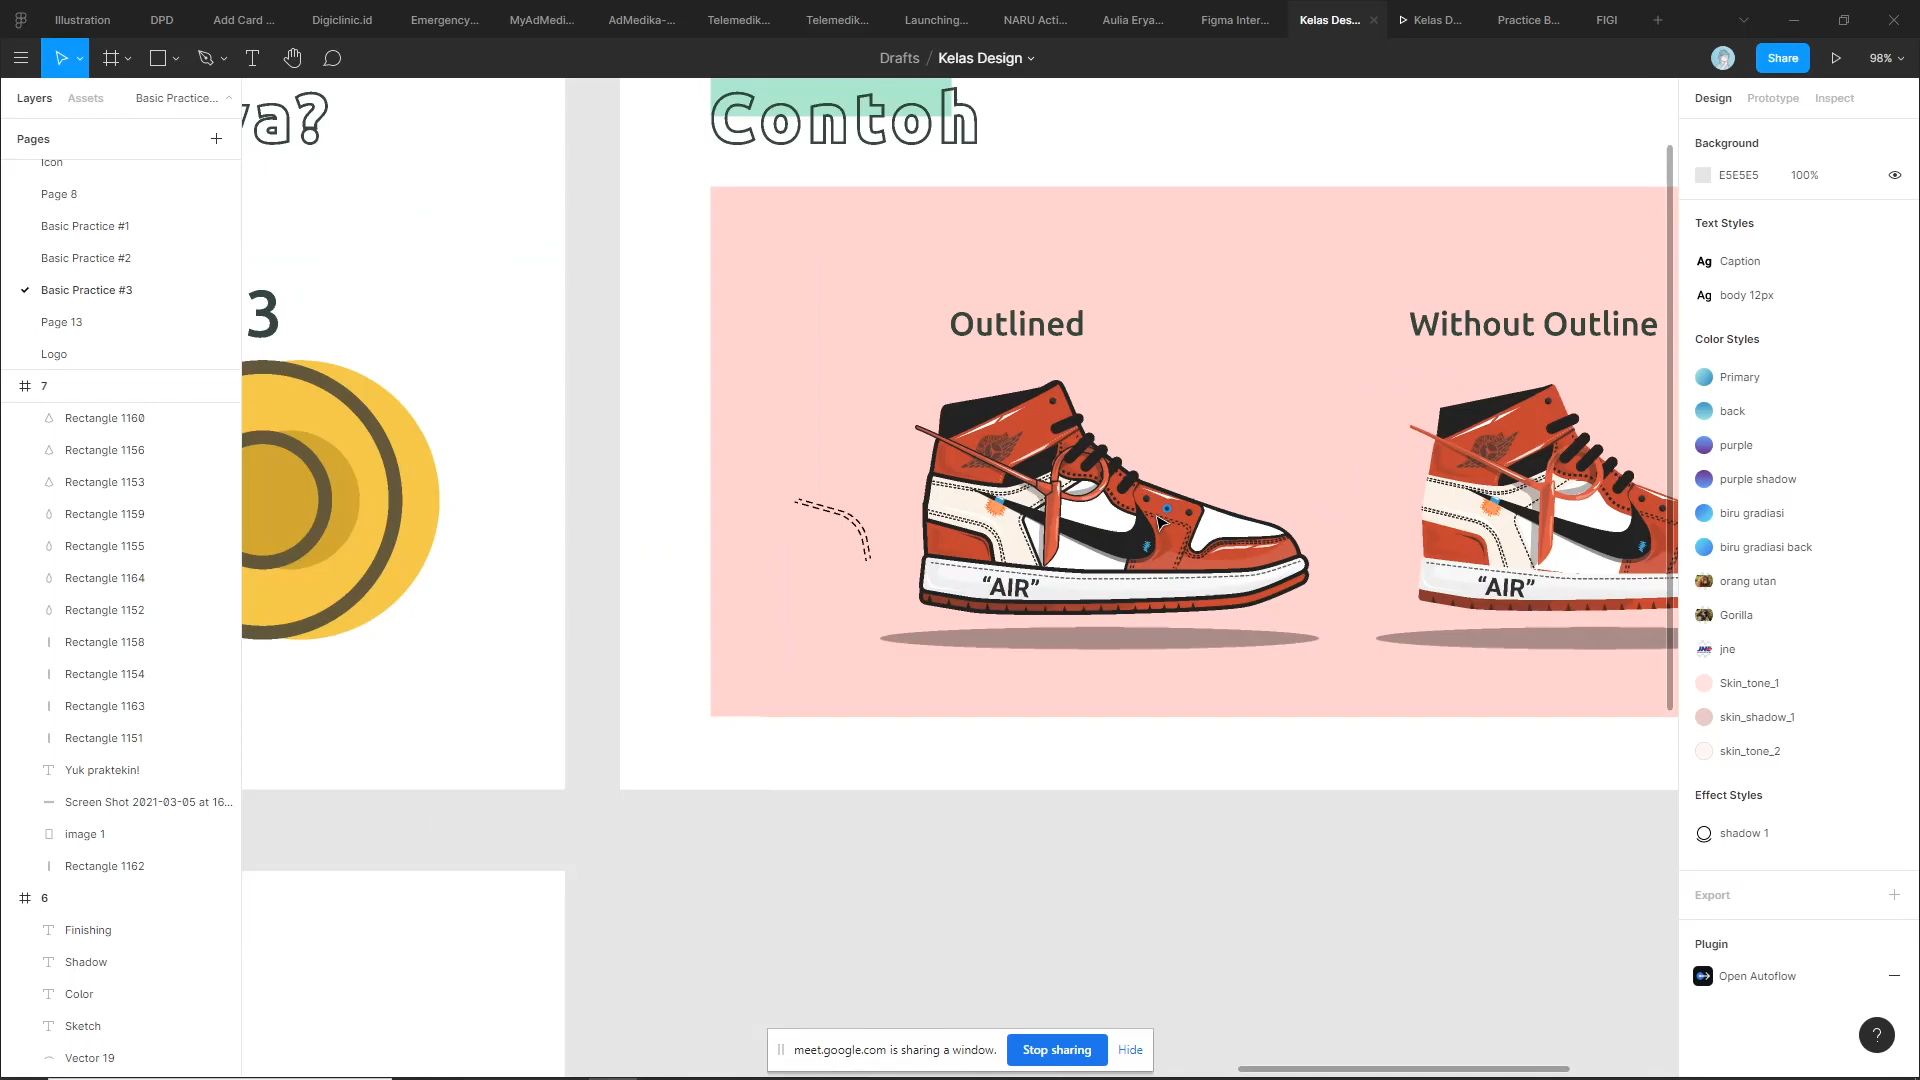 Illustration
DPD
Add Card ...
Digiclinic.id
Emergency...
MyAdMedi...
AdMedika-...
Telemedik...
Telemedik...
Launching...
NARU Acti...
Aulia Erya...
Figma Inter...
Kelas Des...
Kelas D...
Practice B...
FIGI
Drafts / Kelas Design
Share
98%
Layers
Assets
Basic Practice...
Pages
Icon
Page 8
Basic Practice #1
Basic Practice #2
Basic Practice #3
Page 13
Logo
7
Rectangle 1160
Rectangle 1156
Rectangle 1153
Rectangle 1159
Rectangle 1155
Rectangle 1164
Rectangle 1152
Rectangle 1158
Rectangle 1154
Rectangle 1163
Rectangle 1151
Yuk praktekin!
Screen Shot 2021-03-05 at 16...
image 1
Rectangle 1162
6
Finishing
Shadow
Color
Sketch
Vector 19
ya?
3
Contoh
Outlined
Without Outline
“AIR”
“AIR”
meet.google.com is sharing a window.
Stop sharing
Hide
Design
Prototype
Inspect
Background
E5E5E5
100%
Text Styles
Ag Caption
Ag body 12px
Color Styles
Primary
back
purple
purple shadow
biru gradiasi
biru gradiasi back
orang utan
Gorilla
JNE jne
Skin_tone_1
skin_shadow_1
skin_tone_2
Effect Styles
shadow 1
Export
Plugin
Open Autoflow
?